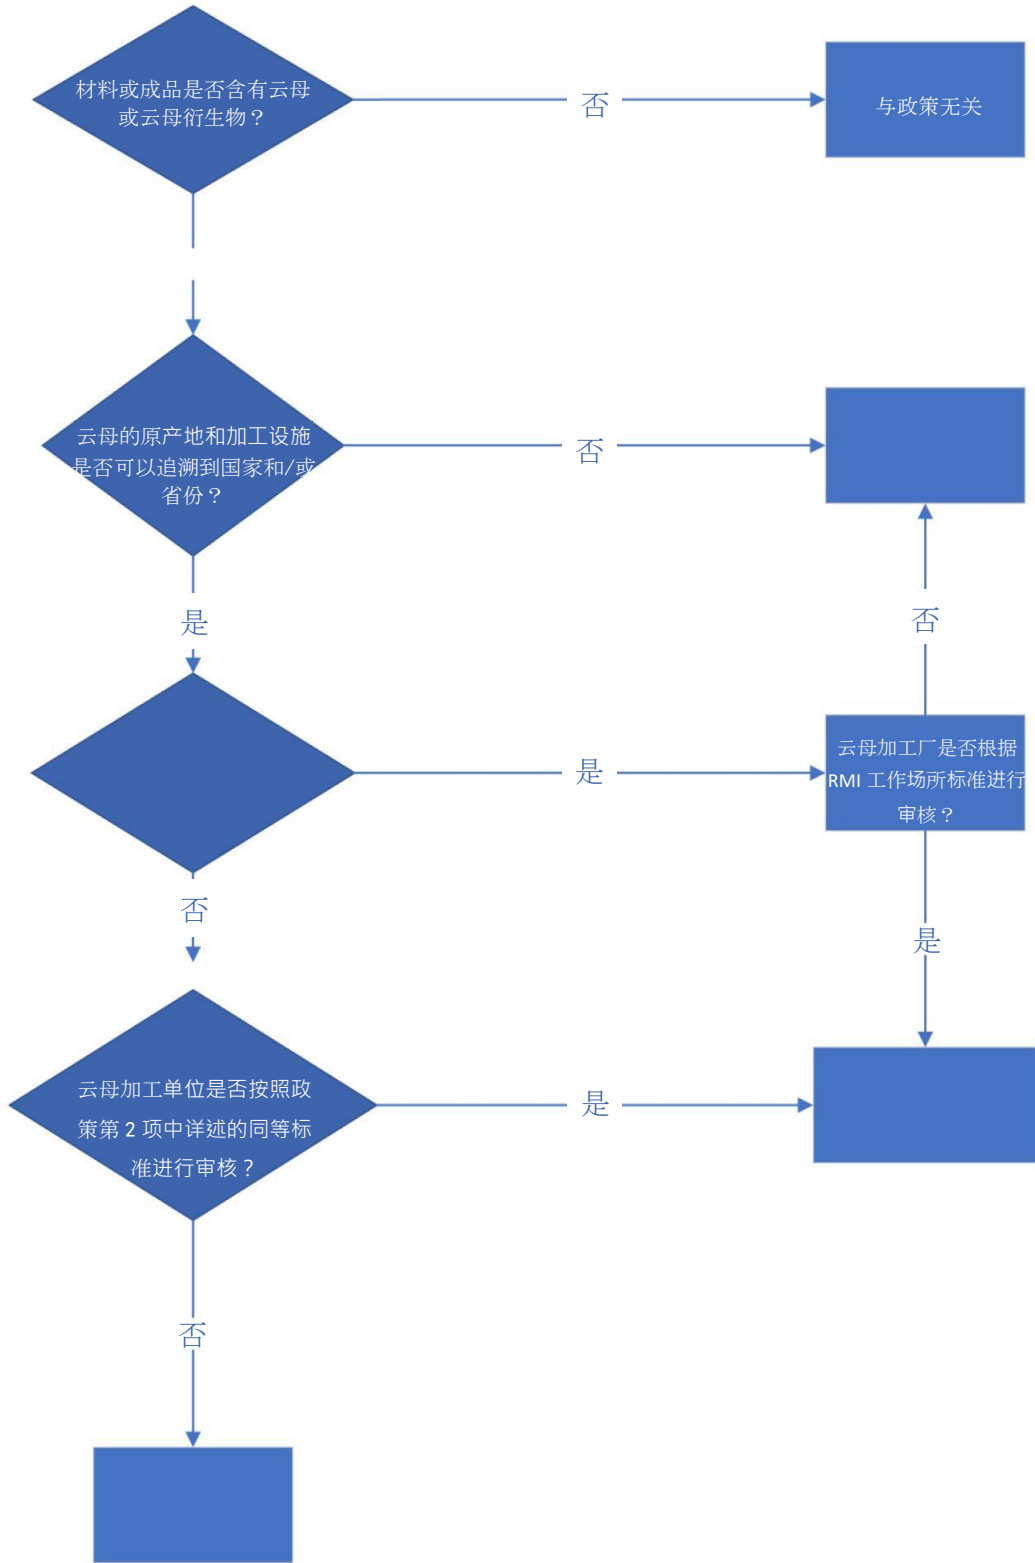 材料或成品是否含有云母
或云母衍生物？
否
与政策无关
云母的原产地和加工设施
是否可以追溯到国家和/或
省份？
否
是
否
是
云母加工厂是否根据
RMI 工作场所标准进行
审核？
否
是
云母加工单位是否按照政
策第 2 项中详述的同等标
准进行审核？
是
否